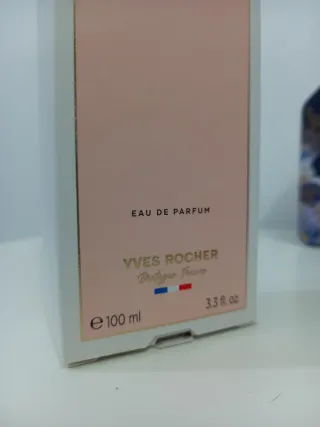 EAU DE PARFUM
YVES ROCHER
Bretagne France
3.3 fl. oz
℮ 100 ml